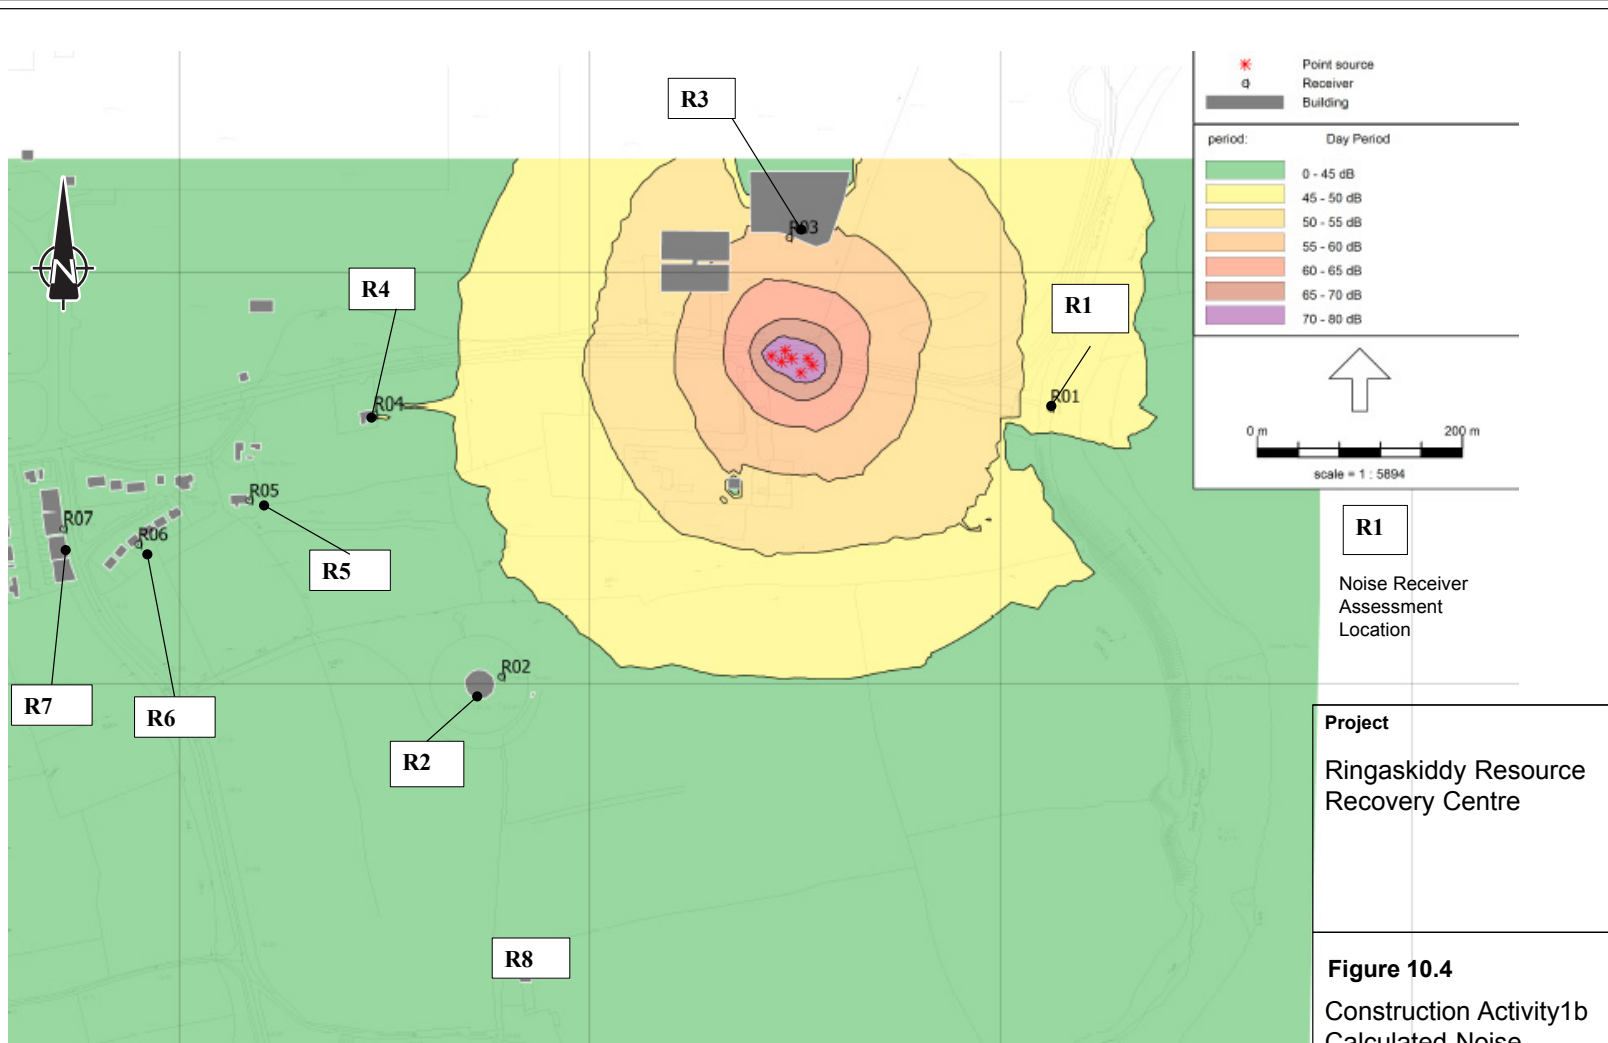 Point source
Receiver
Building
period: Day Period
0 - 45 dB
45 - 50 dB
50 - 55 dB
55 - 60 dB
60 - 65 dB
65 - 70 dB
70 - 80 dB
0 m 200 m
scale = 1 : 5894
R1
Noise Receiver
Assessment
Location
Project
Ringaskiddy Resource
Recovery Centre
Figure 10.4
Construction Activity1b
Calculated Noise
N
R3
R03
R4
R04
R1
R01
R05
R5
R07
R06
R7
R6
R02
R2
R8